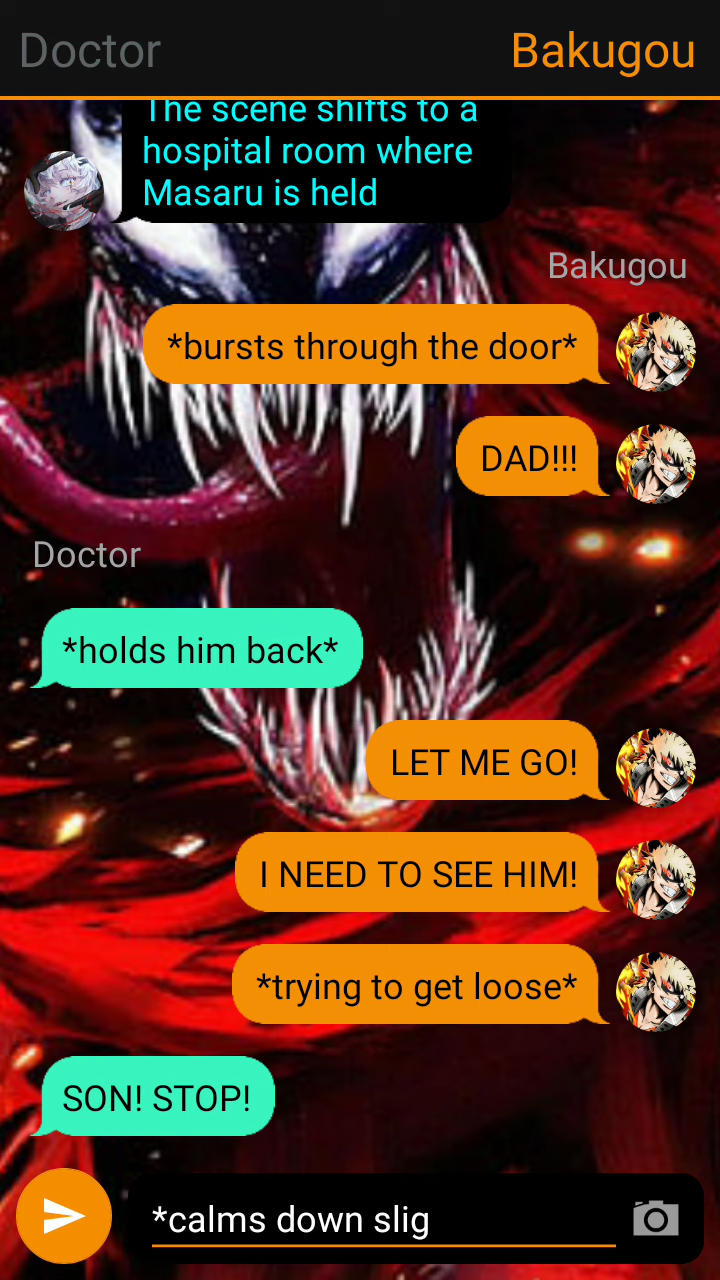 Doctor Bakugou
The scene shifts to a
hospital room where
Masaru is held
Bakugou
*bursts through the door*
DAD!!!
Doctor
*holds him back*
LET ME GO!
I NEED TO SEE HIM!
*trying to get loose*
SON! STOP!
*calms down slig